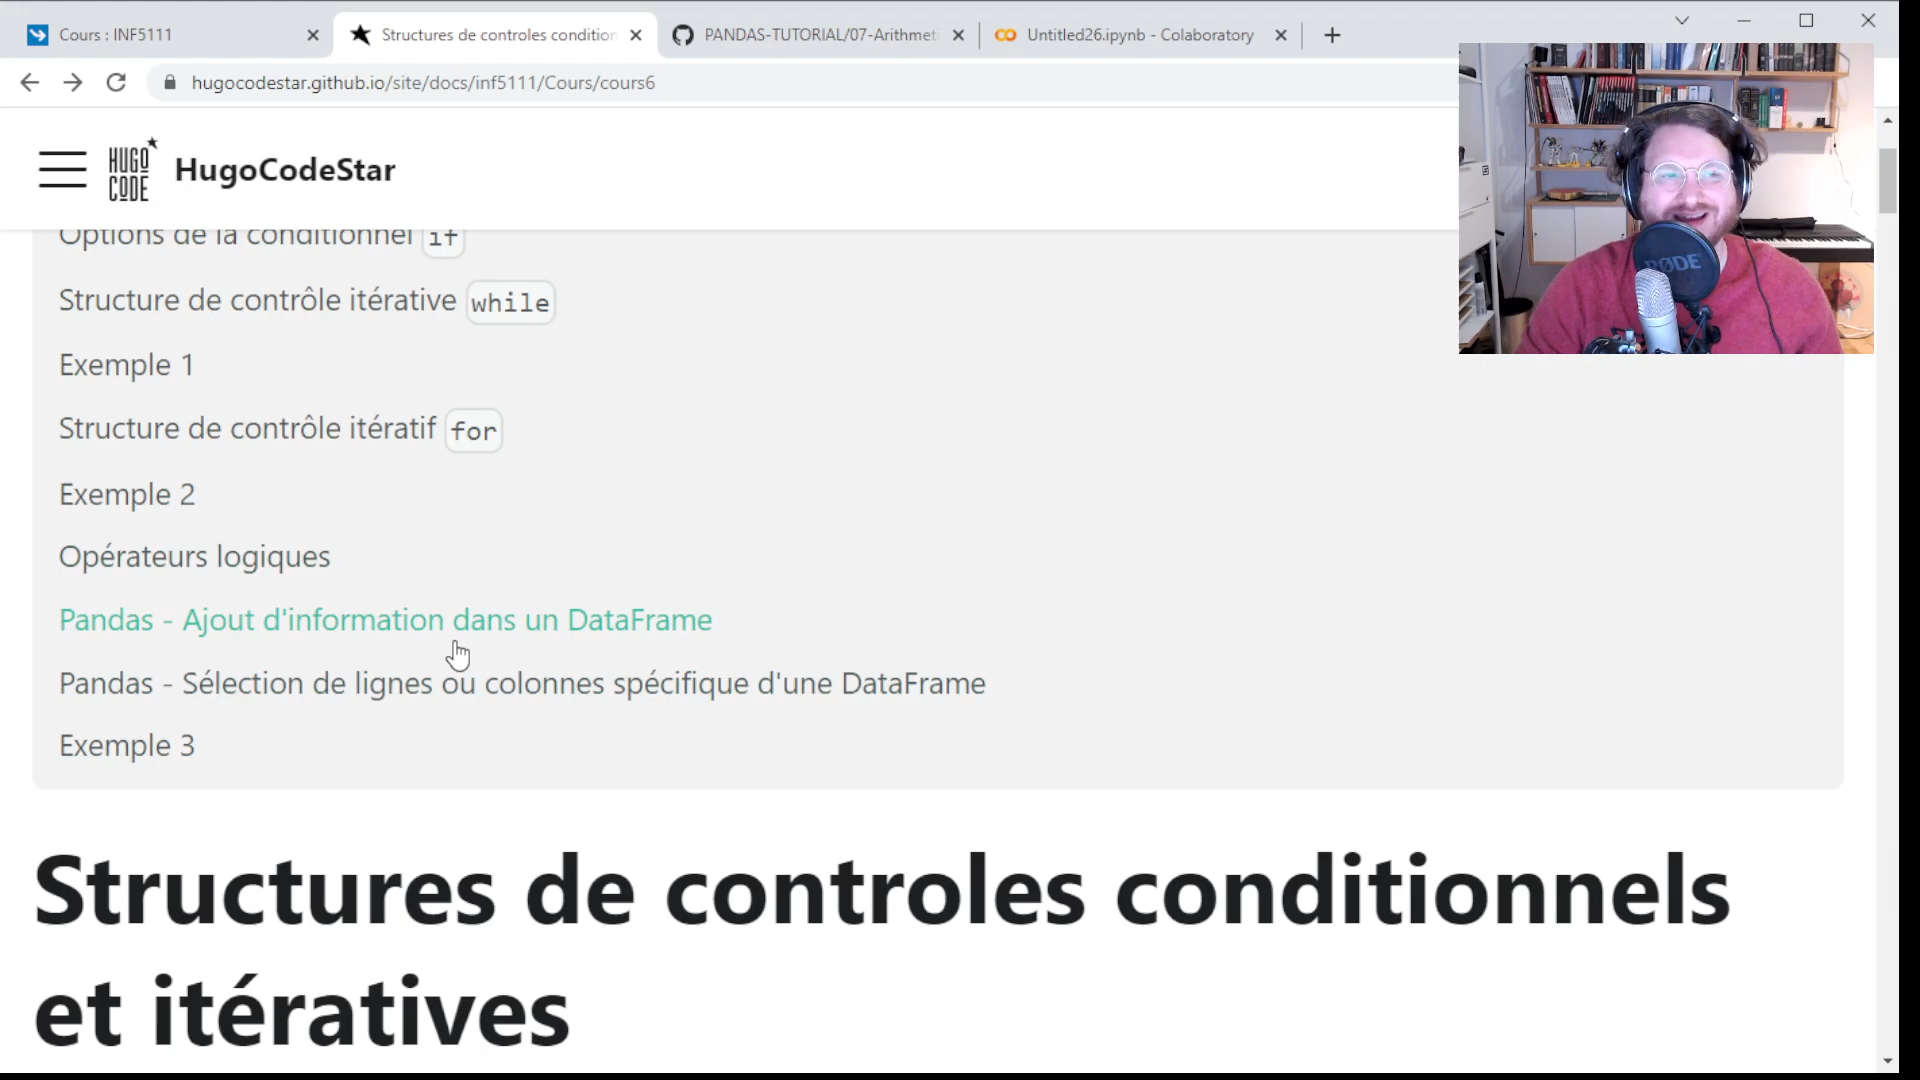 Cours : INF5111
Structures de controles condition
PANDAS-TUTORIAL/07-Arithmeti
Untitled26.ipynb - Colaboratory
hugocodestar.github.io/site/docs/inf5111/Cours/cours6
HUGO
CODE
HugoCodeStar
RØDE
Options de la conditionnel if
Structure de contrôle itérative while
Exemple 1
Structure de contrôle itératif for
Exemple 2
Opérateurs logiques
Pandas - Ajout d'information dans un DataFrame
Pandas - Sélection de lignes ou colonnes spécifique d'une DataFrame
Exemple 3
Structures de controles conditionnels
et itératives